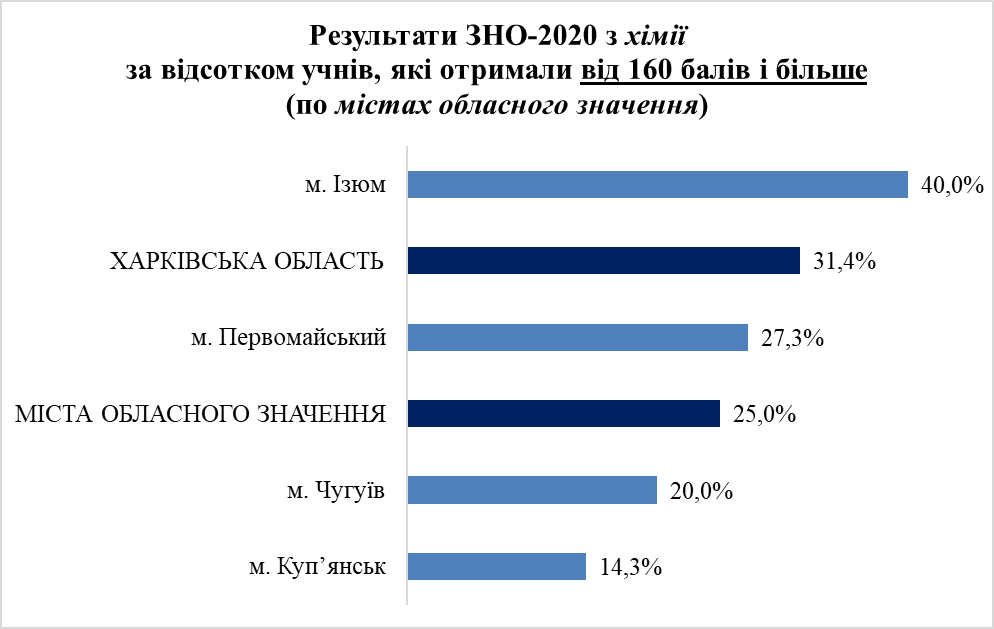 Результати ЗНО-2020 з хімії
за відсотком учнів, які отримали від 160 балів і більше
(по містах обласного значення)
м. Ізюм 40,0%
ХАРКІВСЬКА ОБЛАСТЬ 31,4%
м. Первомайський 27,3%
МІСТА ОБЛАСНОГО ЗНАЧЕННЯ 25,0%
м. Чугуїв 20,0%
м. Куп’янськ 14,3%